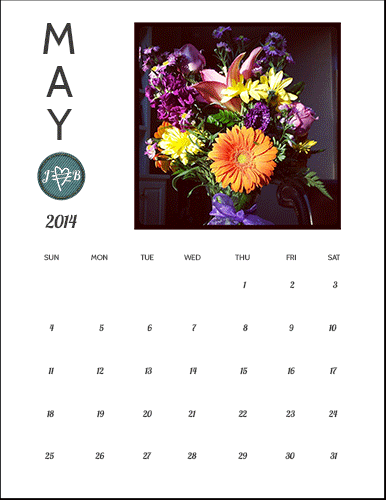 M
A
Y
J B
2014
SUN MON TUE WED THU FRI SAT
1 2 3
4 5 6 7 8 9 10
11 12 13 14 15 16 17
18 19 20 21 22 23 24
25 26 27 28 29 30 31